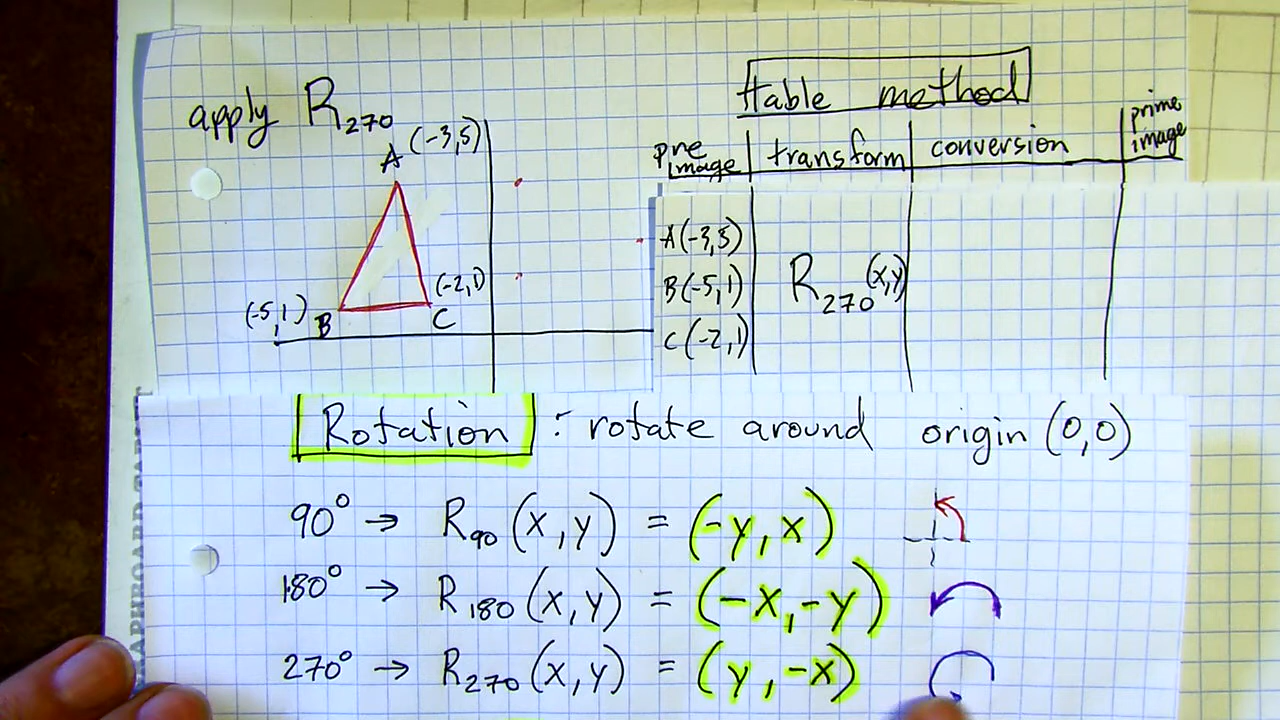 apply R270
A (-3,5)
(-2,1)
(-5,1) B C
table method
pre image transform conversion prime image
A(-3,5)
B(-5,1) R270(x,y)
C(-2,1)
Rotation : rotate around origin (0,0)
90° → R90 (x,y) = (-y,x)
180° → R180 (x,y) = (-x,-y)
270° → R270 (x,y) = (y,-x)